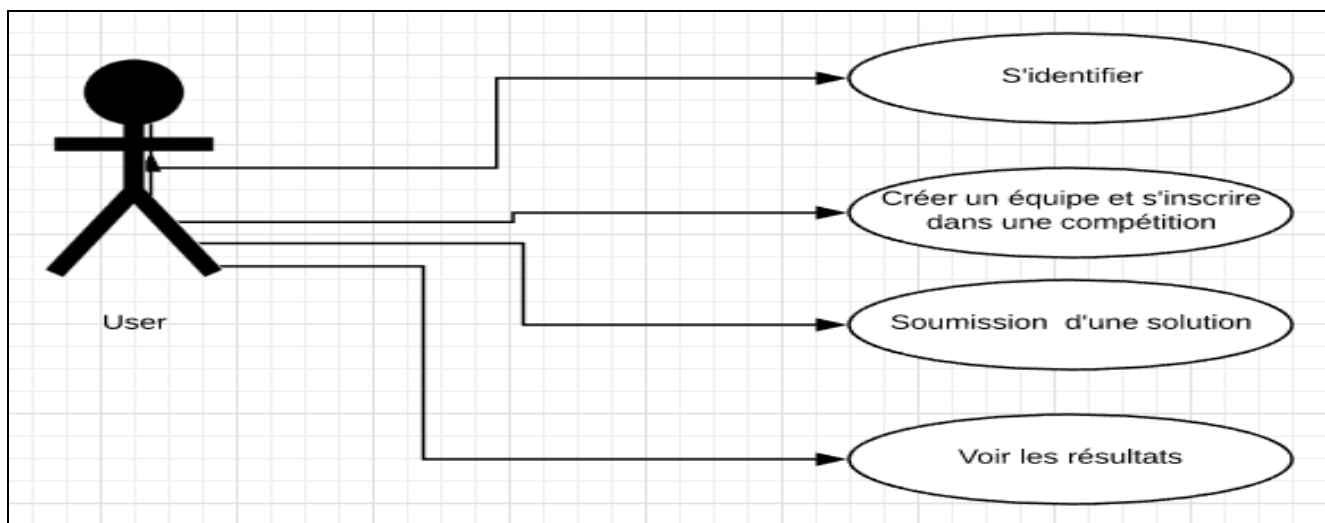 S'identifier
Créer un équipe et s'inscrire
dans une compétition
User
Soumission d'une solution
Voir les résultats